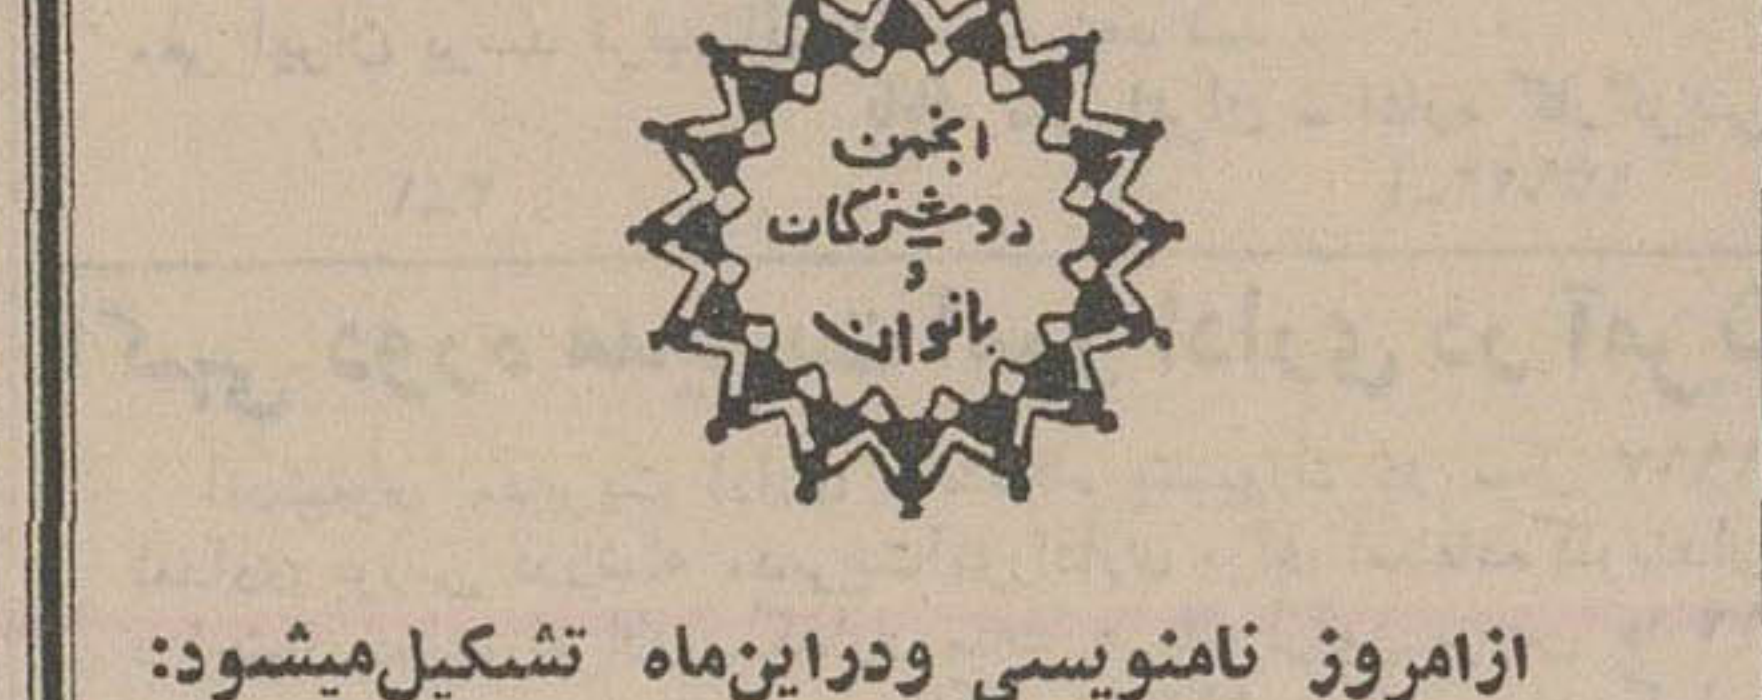 انجمن
دوشیزگان
و
بانوان
ازامروز نامنویسی ودراین‌ماه تشکیل‌میشود: